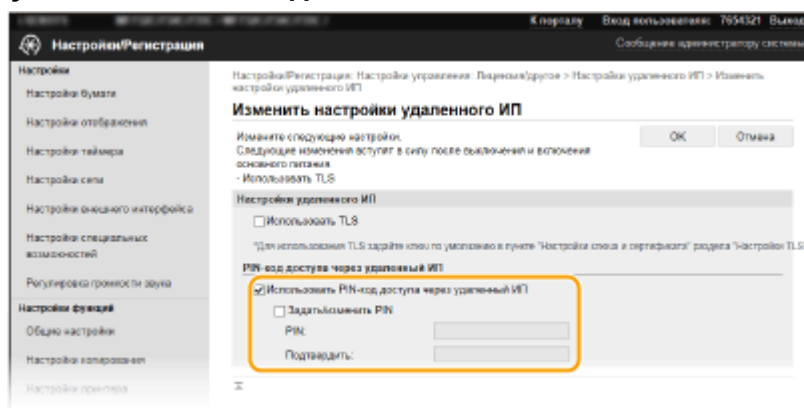 К порталу Вход пользователя: 7654321 Выход
Настройки/Регистрация
Сообщение администратору системы
Настройки
Настройки бумаги
Настройки отображения
Настройки таймера
Настройки сети
Настройки внешнего интерфейса
Настройки специальных
возможностей
Регулировка громкости звука
Настройки функций
Общие настройки
Настройки копирования
Настройки принтера
Настройки/Регистрация: Настройки управления: Лицензия/другое > Настройки удаленного ИП > Изменить
настройки удаленного ИП
Изменить настройки удаленного ИП
Измените следующие настройки.
Следующие изменения вступят в силу после выключения и включения
основного питания.
- Использовать TLS
OK Отмена
Настройки удаленного ИП
Использовать TLS
*Для использования TLS задайте ключ по умолчанию в пункте "Настройки ключа и сертификата" раздела "Настройки TLS
PIN-код доступа через удаленный ИП
Использовать PIN-код доступа через удаленный ИП
Задать/изменить PIN
PIN:
Подтвердить: